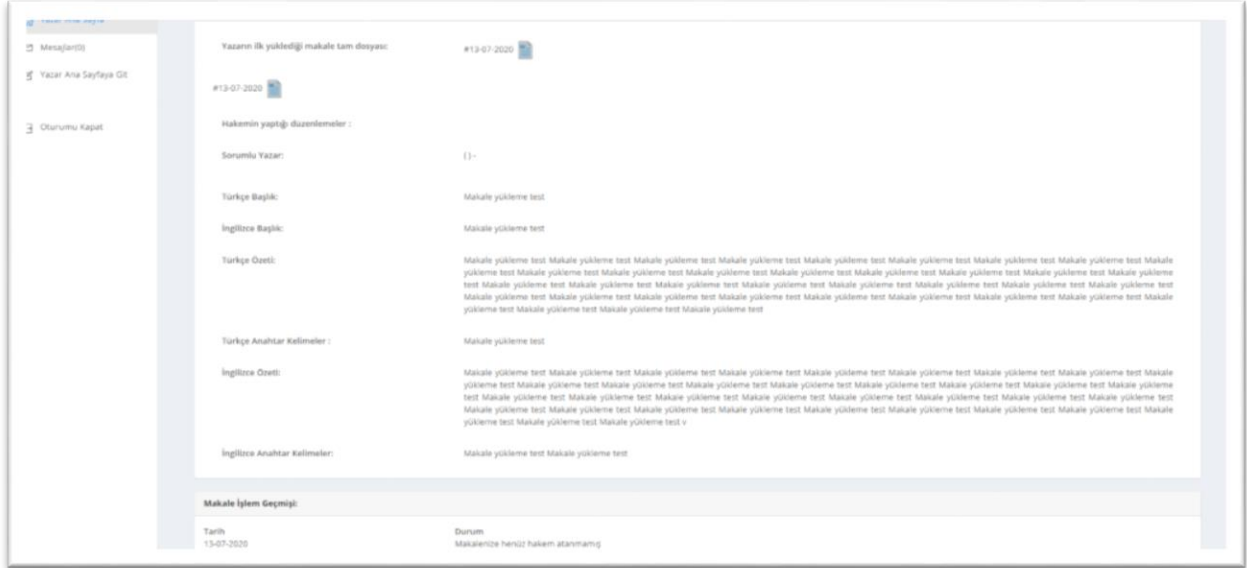 Yazar Ana Sayfa
Mesajlar(0)
Yazar Ana Sayfaya Git
Oturumu Kapat
Yazarın ilk yüklediği makale tam dosyası: #13-07-2020
#13-07-2020
Hakemin yaptığı düzenlemeler :
Sorumlu Yazar: ( ) -
Türkçe Başlık: Makale yükleme test
İngilizce Başlık: Makale yükleme test
Türkçe Özeti: Makale yükleme test Makale yükleme test Makale yükleme test Makale yükleme test Makale yükleme test Makale yükleme test Makale yükleme test Makale yükleme test Makale
yükleme test Makale yükleme test Makale yükleme test Makale yükleme test Makale yükleme test Makale yükleme test Makale yükleme test Makale yükleme test Makale yükleme
test Makale yükleme test Makale yükleme test Makale yükleme test Makale yükleme test Makale yükleme test Makale yükleme test Makale yükleme test Makale yükleme test
Makale yükleme test Makale yükleme test Makale yükleme test Makale yükleme test Makale yükleme test Makale yükleme test Makale yükleme test Makale yükleme test Makale
yükleme test Makale yükleme test Makale yükleme test Makale yükleme test
Türkçe Anahtar Kelimeler : Makale yükleme test
İngilizce Özeti: Makale yükleme test Makale yükleme test Makale yükleme test Makale yükleme test Makale yükleme test Makale yükleme test Makale yükleme test Makale yükleme test Makale
yükleme test Makale yükleme test Makale yükleme test Makale yükleme test Makale yükleme test Makale yükleme test Makale yükleme test Makale yükleme test Makale yükleme
test Makale yükleme test Makale yükleme test Makale yükleme test Makale yükleme test Makale yükleme test Makale yükleme test Makale yükleme test Makale yükleme test
Makale yükleme test Makale yükleme test Makale yükleme test Makale yükleme test Makale yükleme test Makale yükleme test Makale yükleme test Makale yükleme test Makale
yükleme test Makale yükleme test Makale yükleme test v
İngilizce Anahtar Kelimeler: Makale yükleme test Makale yükleme test
Makale İşlem Geçmişi:
Tarih Durum
13-07-2020 Makalenize henüz hakem atanmamış